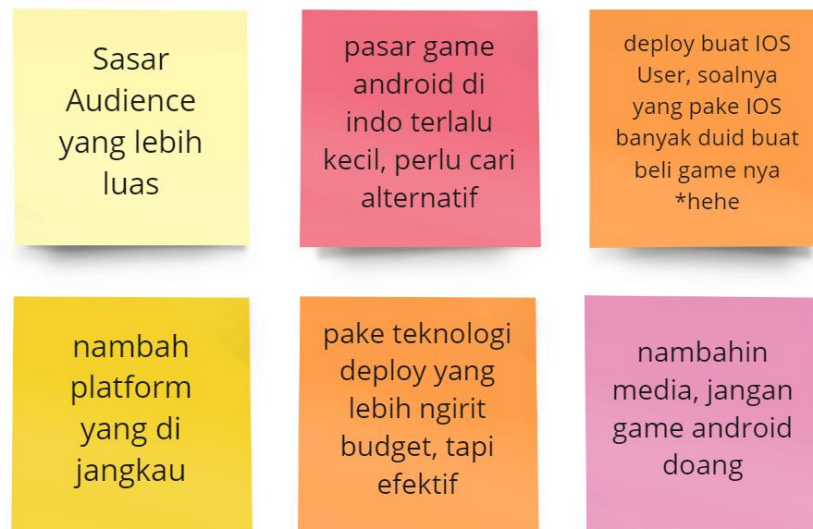 Sasar
Audience
yang lebih
luas
pasar game
android di
indo terlalu
kecil, perlu cari
alternatif
deploy buat IOS
User, soalnya
yang pake IOS
banyak duid buat
beli game nya
*hehe
nambah
platform
yang di
jangkau
pake teknologi
deploy yang
lebih ngirit
budget, tapi
efektif
nambahin
media, jangan
game android
doang